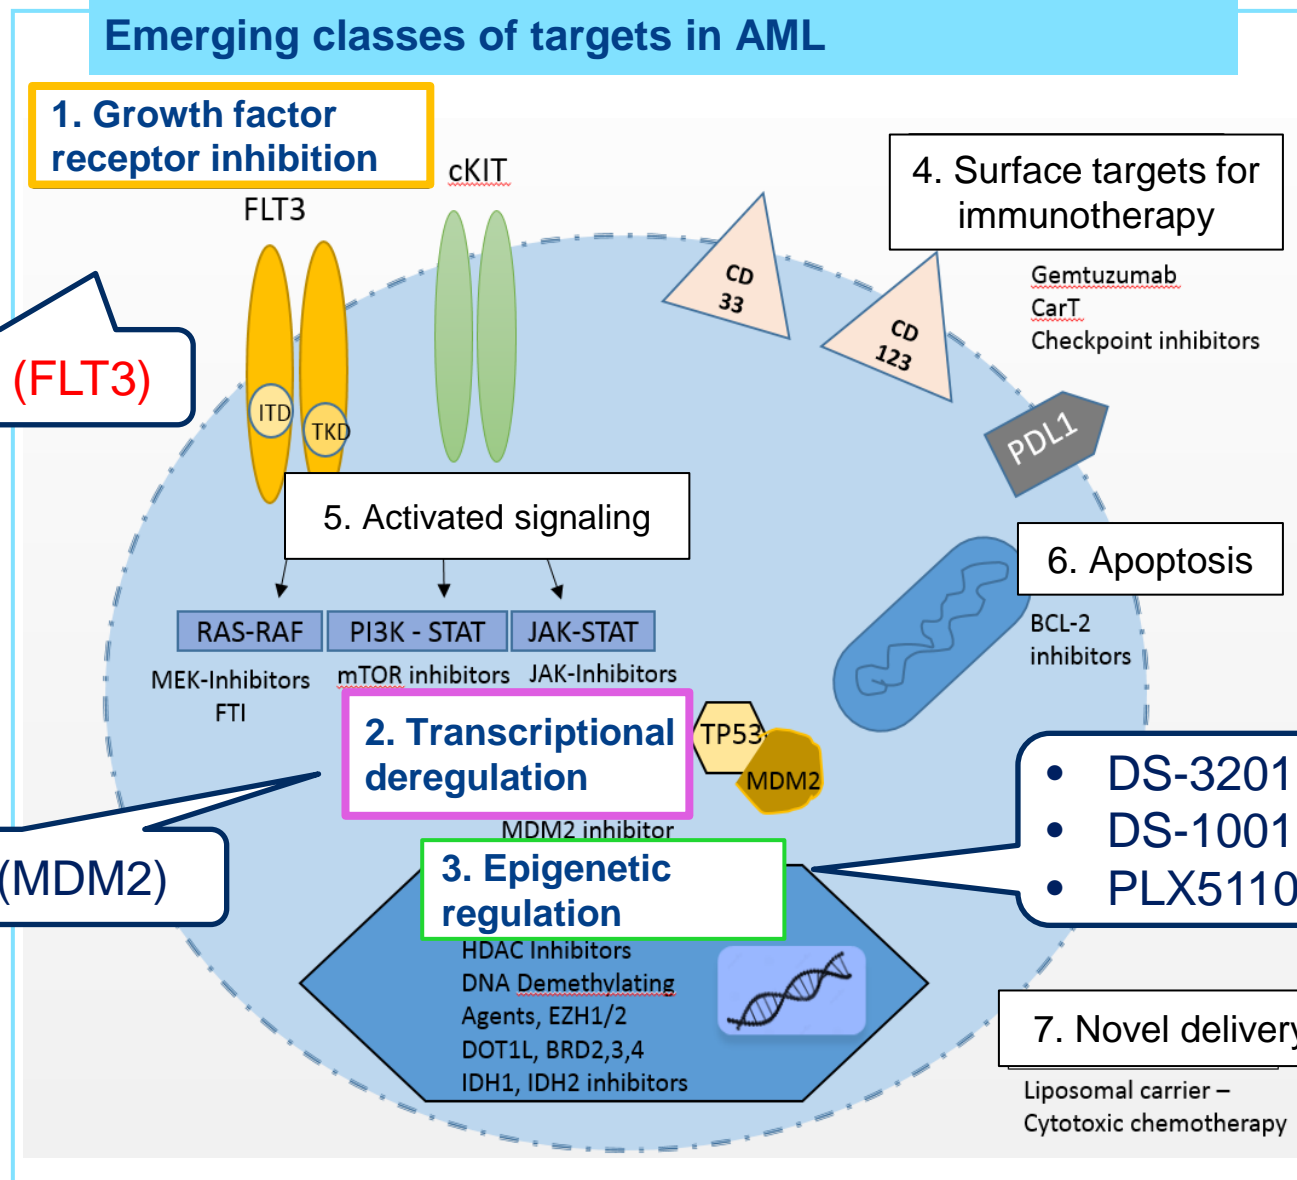 Emerging classes of targets in AML
1. Growth factor
receptor inhibition
cKIT
FLT3
4. Surface targets for
immunotherapy
Gemtuzumab
CarT
Checkpoint inhibitors
CD
33
CD
123
(FLT3)
ITD
TKD
PDL1
5. Activated signaling
6. Apoptosis
BCL-2
inhibitors
RAS-RAF
PI3K - STAT
JAK-STAT
MEK-Inhibitors
FTI
mTOR inhibitors
JAK-Inhibitors
2. Transcriptional
deregulation
TP53
MDM2
MDM2 inhibitor
(MDM2)
• DS-3201
• DS-1001
• PLX5110
3. Epigenetic
regulation
HDAC Inhibitors
DNA Demethylating
Agents, EZH1/2
DOT1L, BRD2,3,4
IDH1, IDH2 inhibitors
7. Novel delivery
Liposomal carrier –
Cytotoxic chemotherapy